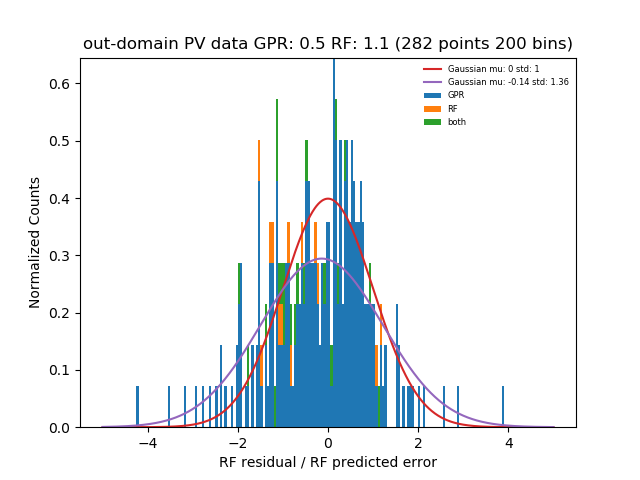 out-domain PV data GPR: 0.5 RF: 1.1 (282 points 200 bins)
Gaussian mu: 0 std: 1
Gaussian mu: -0.14 std: 1.36
GPR
RF
both
Normalized Counts
0.6
0.5
0.4
0.3
0.2
0.1
0.0
−4 −2 0 2 4
RF residual / RF predicted error